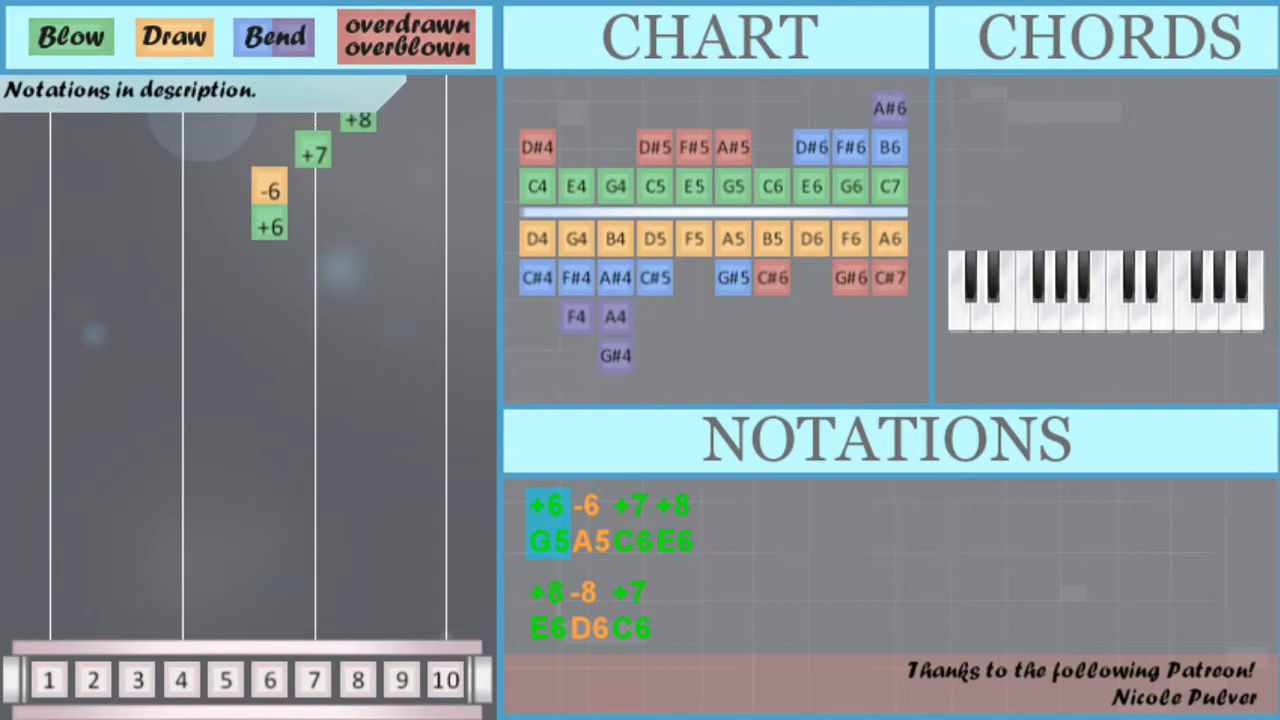 Blow Draw Bend overdrawn
overblown
CHART
CHORDS
Notations in description.
+8
+7
-6
+6
A#6
D#4 D#5 F#5 A#5 D#6 F#6 B6
C4 E4 G4 C5 E5 G5 C6 E6 G6 C7
D4 G4 B4 D5 F5 A5 B5 D6 F6 A6
C#4 F#4 A#4 C#5 G#5 C#6 G#6 C#7
F4 A4
G#4
NOTATIONS
+6 -6 +7 +8
G5 A5 C6 E6
+8 -8 +7
E6 D6 C6
Thanks to the following Patreon!
Nicole Pulver
1 2 3 4 5 6 7 8 9 10